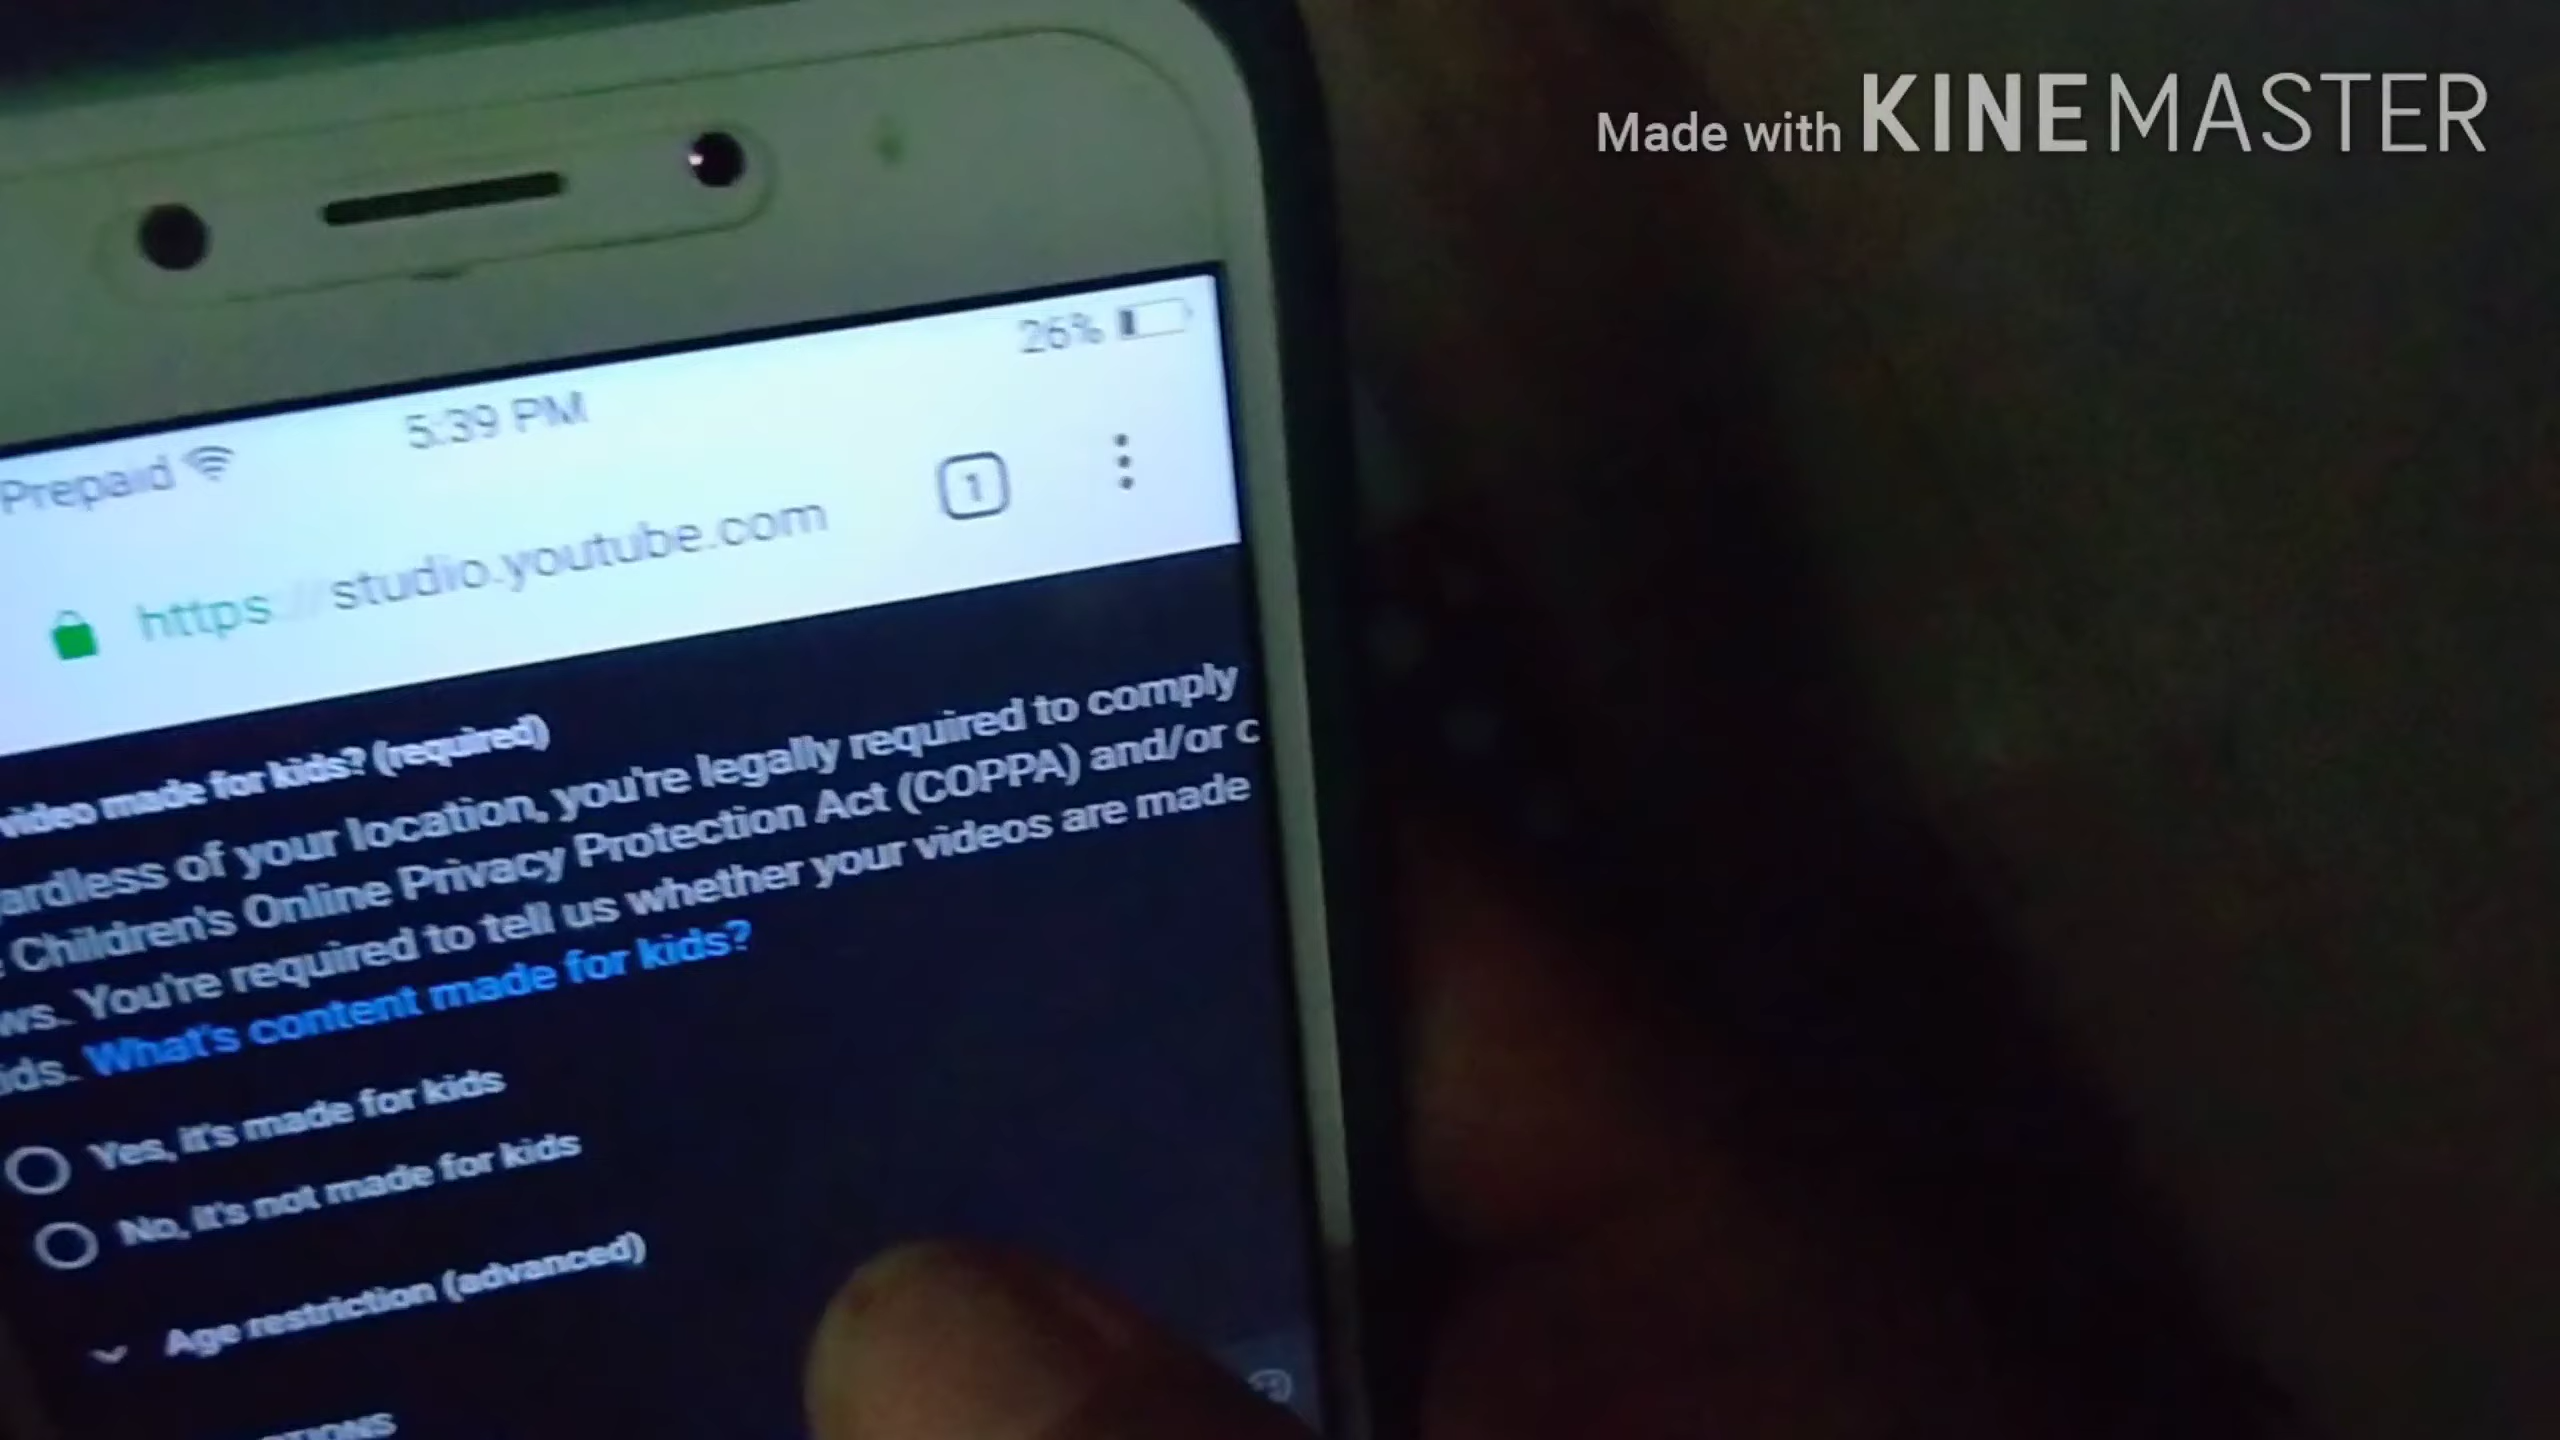 Made with KINEMASTER
26%
Prepaid 5:39 PM
https://studio.youtube.com 1
video made for kids? (required)
ardless of your location, you're legally required to comply
Children's Online Privacy Protection Act (COPPA) and/or c
ws. You're required to tell us whether your videos are made
ids. What's content made for kids?
Yes, it's made for kids
No, it's not made for kids
Age restriction (advanced)